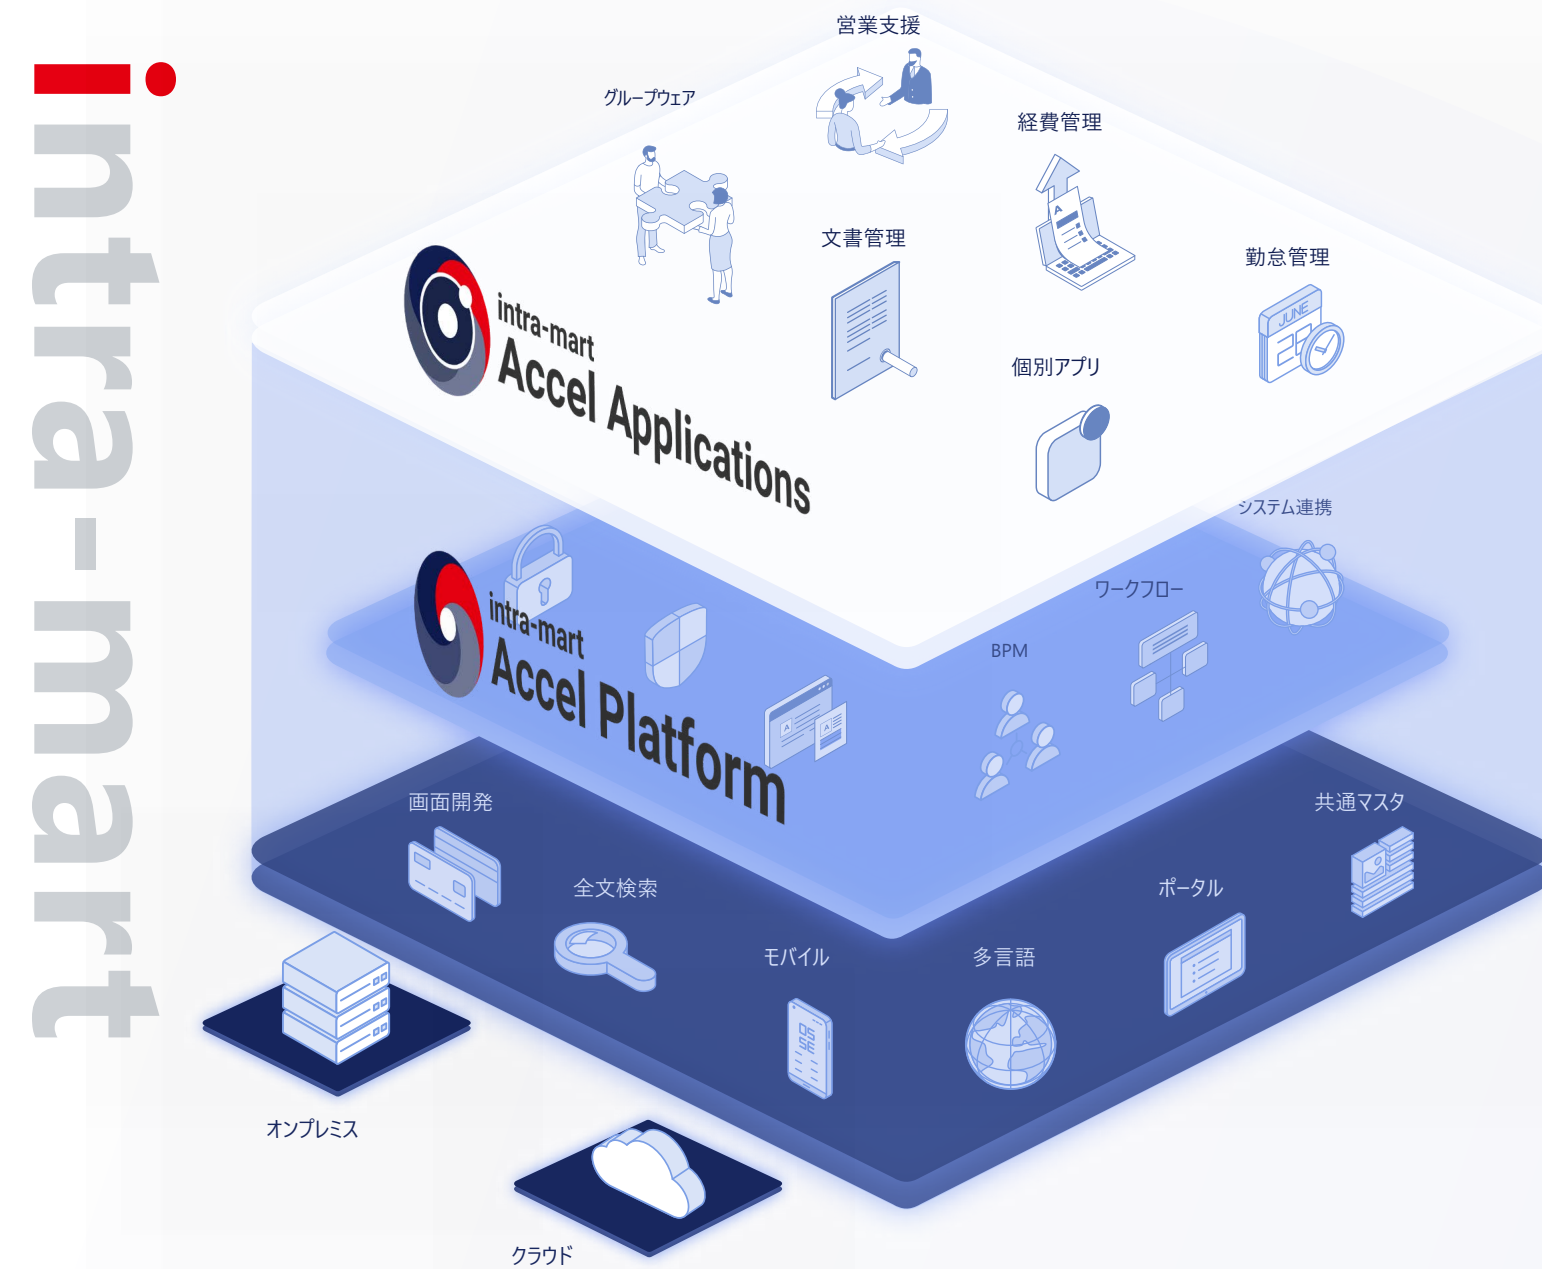 intra-mart
営業支援
グループウェア
経費管理
文書管理
勤怠管理
JUNE
intra-mart
Accel Applications
個別アプリ
システム連携
ワークフロー
intra-mart
Accel Platform
BPM
画面開発
共通マスタ
全文検索
ポータル
モバイル
多言語
オンプレミス
クラウド